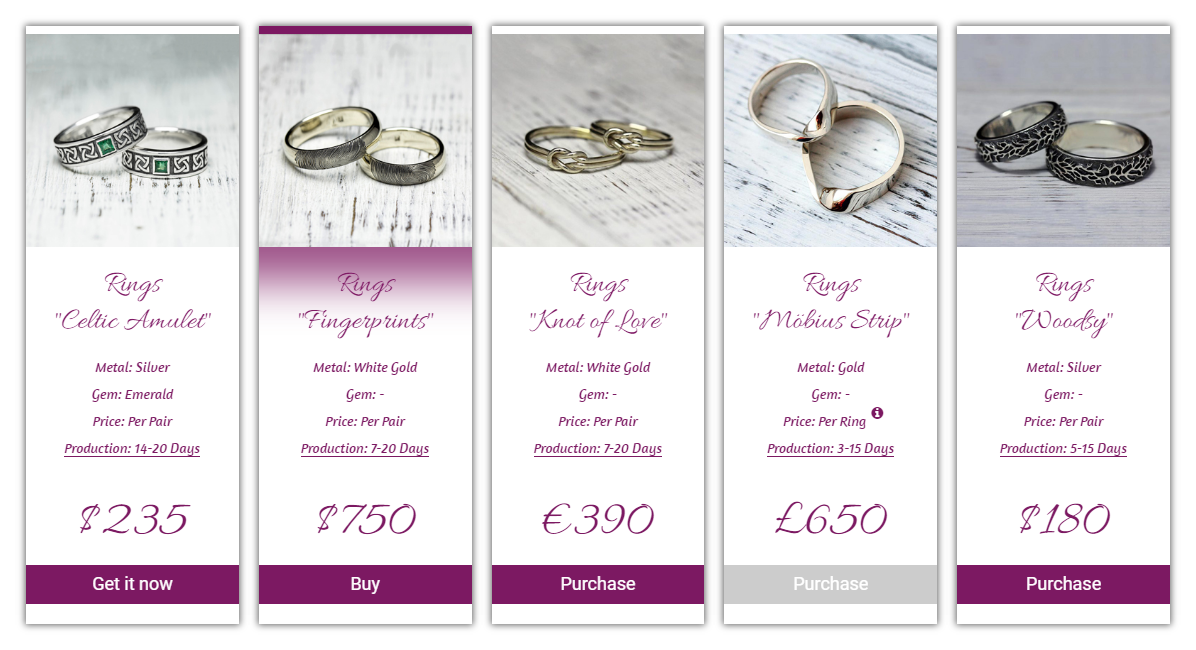 Rings
"Celtic Amulet"
Metal: Silver
Gem: Emerald
Price: Per Pair
Production: 14-20 Days
$235
Get it now
Rings
"Fingerprints"
Metal: White Gold
Gem: -
Price: Per Pair
Production: 7-20 Days
$750
Buy
Rings
"Knot of Love"
Metal: White Gold
Gem: -
Price: Per Pair
Production: 7-20 Days
€390
Purchase
Rings
"Möbius Strip"
Metal: Gold
Gem: -
Price: Per Ring
Production: 3-15 Days
£650
Purchase
Rings
"Woodsy"
Metal: Silver
Gem: -
Price: Per Pair
Production: 5-15 Days
$180
Purchase